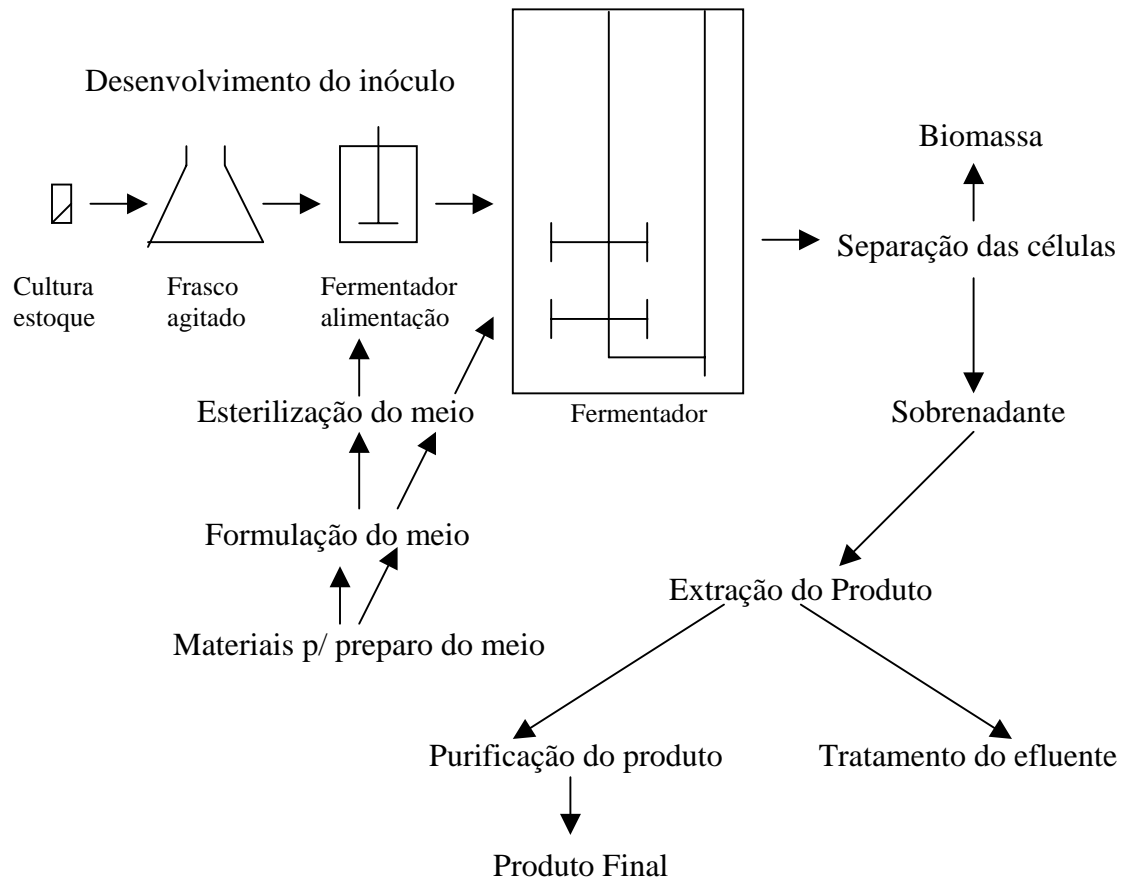 Desenvolvimento do inóculo
Cultura
estoque
Frasco
agitado
Fermentador
alimentação
Fermentador
Biomassa
Separação das células
Sobrenadante
Esterilização do meio
Formulação do meio
Materiais p/ preparo do meio
Extração do Produto
Purificação do produto
Tratamento do efluente
Produto Final